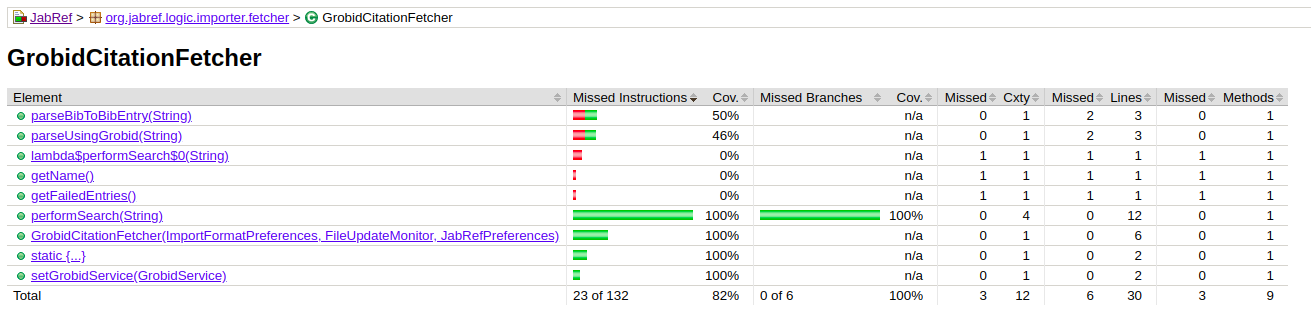 JabRef > org.jabref.logic.importer.fetcher > GrobidCitationFetcher
GrobidCitationFetcher
Element Missed Instructions Cov. Missed Branches Cov. Missed Cxty Missed Lines Missed Methods
parseBibToBibEntry(String) 50% n/a 0 1 2 3 0 1
parseUsingGrobid(String) 46% n/a 0 1 2 3 0 1
lambda$performSearch$0(String) 0% n/a 1 1 1 1 1 1
getName() 0% n/a 1 1 1 1 1 1
getFailedEntries() 0% n/a 1 1 1 1 1 1
performSearch(String) 100% 100% 0 4 0 12 0 1
GrobidCitationFetcher(ImportFormatPreferences, FileUpdateMonitor, JabRefPreferences) 100% n/a 0 1 0 6 0 1
static {...} 100% n/a 0 1 0 2 0 1
setGrobidService(GrobidService) 100% n/a 0 1 0 2 0 1
Total 23 of 132 82% 0 of 6 100% 3 12 6 30 3 9